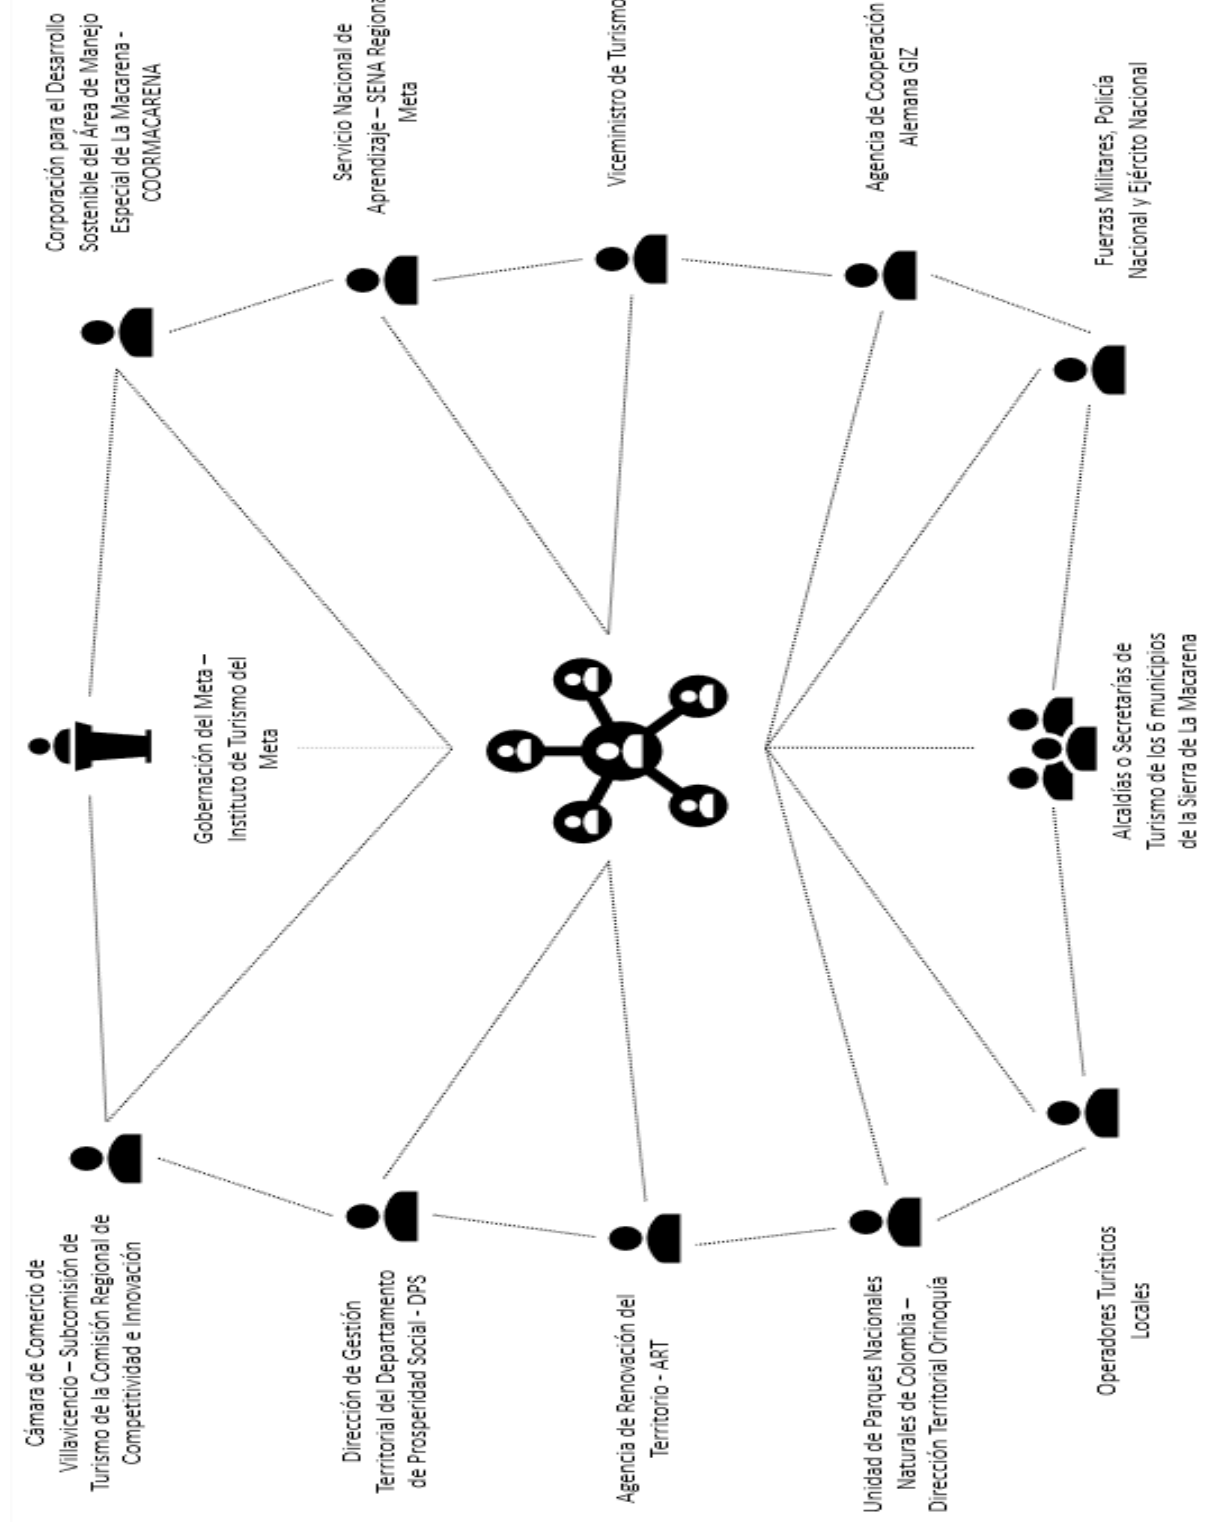 Cámara de Comercio de
Villavicencio – Subcomisión de
Turismo de la Comisión Regional de
Competitividad e Innovación
Gobernación del Meta –
Instituto de Turismo del
Meta
Corporación para el Desarrollo
Sostenible del Área de Manejo
Especial de La Macarena -
COORMACARENA
Dirección de Gestión
Territorial del Departamento
de Prosperidad Social - DPS
Servicio Nacional de
Aprendizaje – SENA Regiona
Meta
Agencia de Renovación del
Territorio - ART
Viceministro de Turismo
Unidad de Parques Nacionales
Naturales de Colombia –
Dirección Territorial Orinoquía
Agencia de Cooperación
Alemana GIZ
Operadores Turísticos
Locales
Alcaldías o Secretarías de
Turismo de los 6 municipios
de la Sierra de La Macarena
Fuerzas Militares, Policía
Nacional y Ejército Nacional